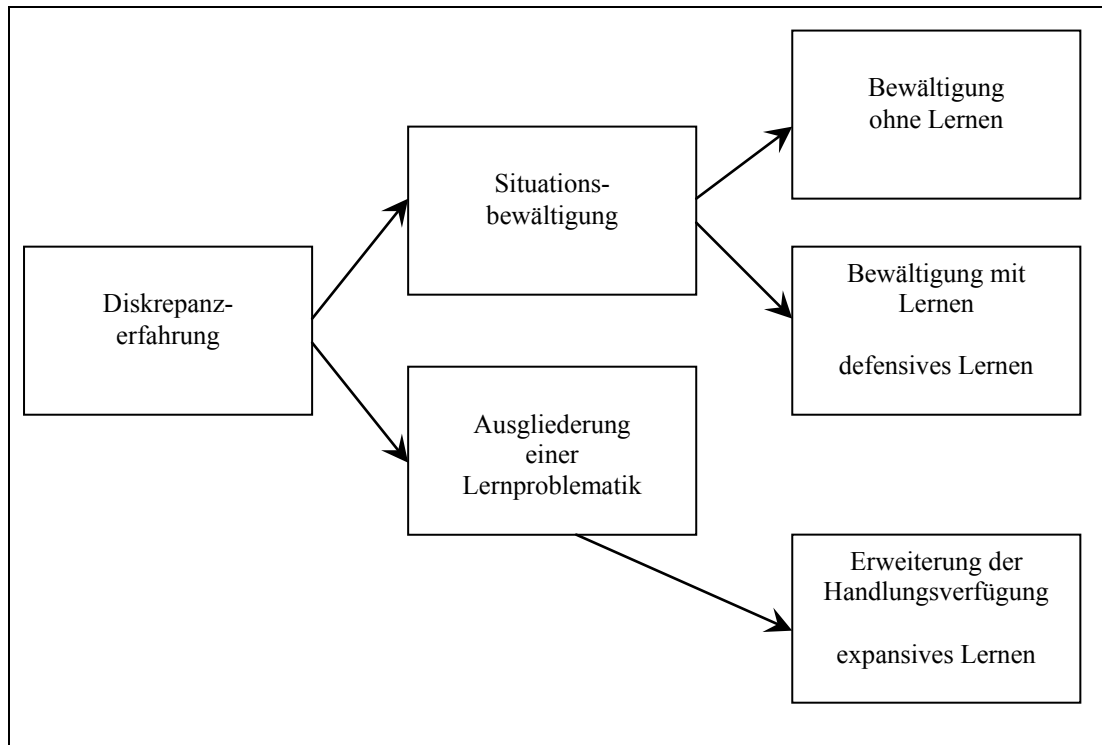 Diskrepanz-
erfahrung
Situations-
bewältigung
Ausgliederung
einer
Lernproblematik
Bewältigung
ohne Lernen
Bewältigung mit
Lernen
defensives Lernen
Erweiterung der
Handlungsverfügung
expansives Lernen